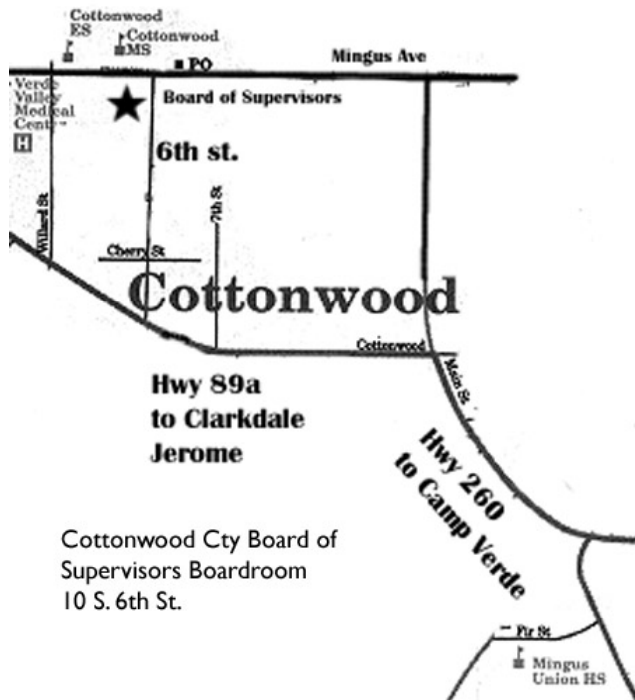 Cottonwood
ES
Cottonwood
MS
PO
Mingus Ave
Verde
Valley
Medical
Cent
H
Board of Supervisors
6th st.
Willard St
7th St
Cherry St
Cottonwood
Cottonwood
Main St
Hwy 89a
to Clarkdale
Jerome
Hwy 260
to Camp Verde
Cottonwood Cty Board of
Supervisors Boardroom
10 S. 6th St.
Fir St
Mingus
Union HS